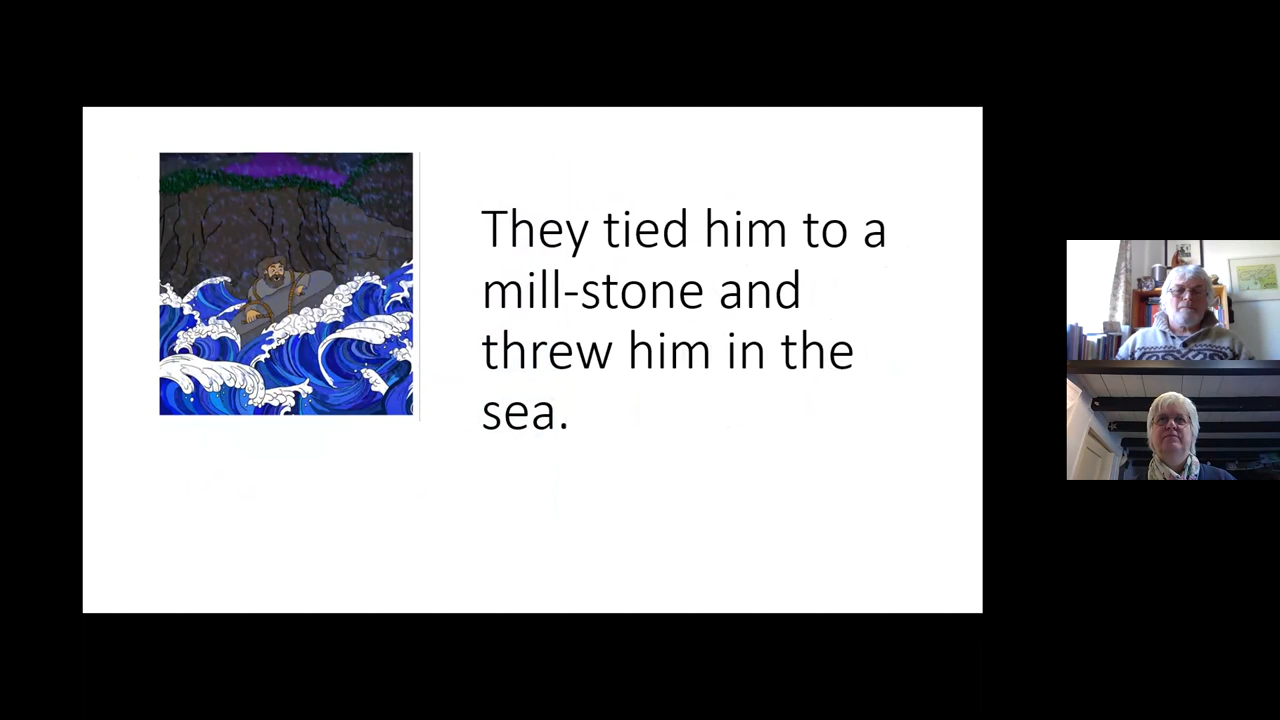 They tied him to a
mill-stone and
threw him in the
sea.